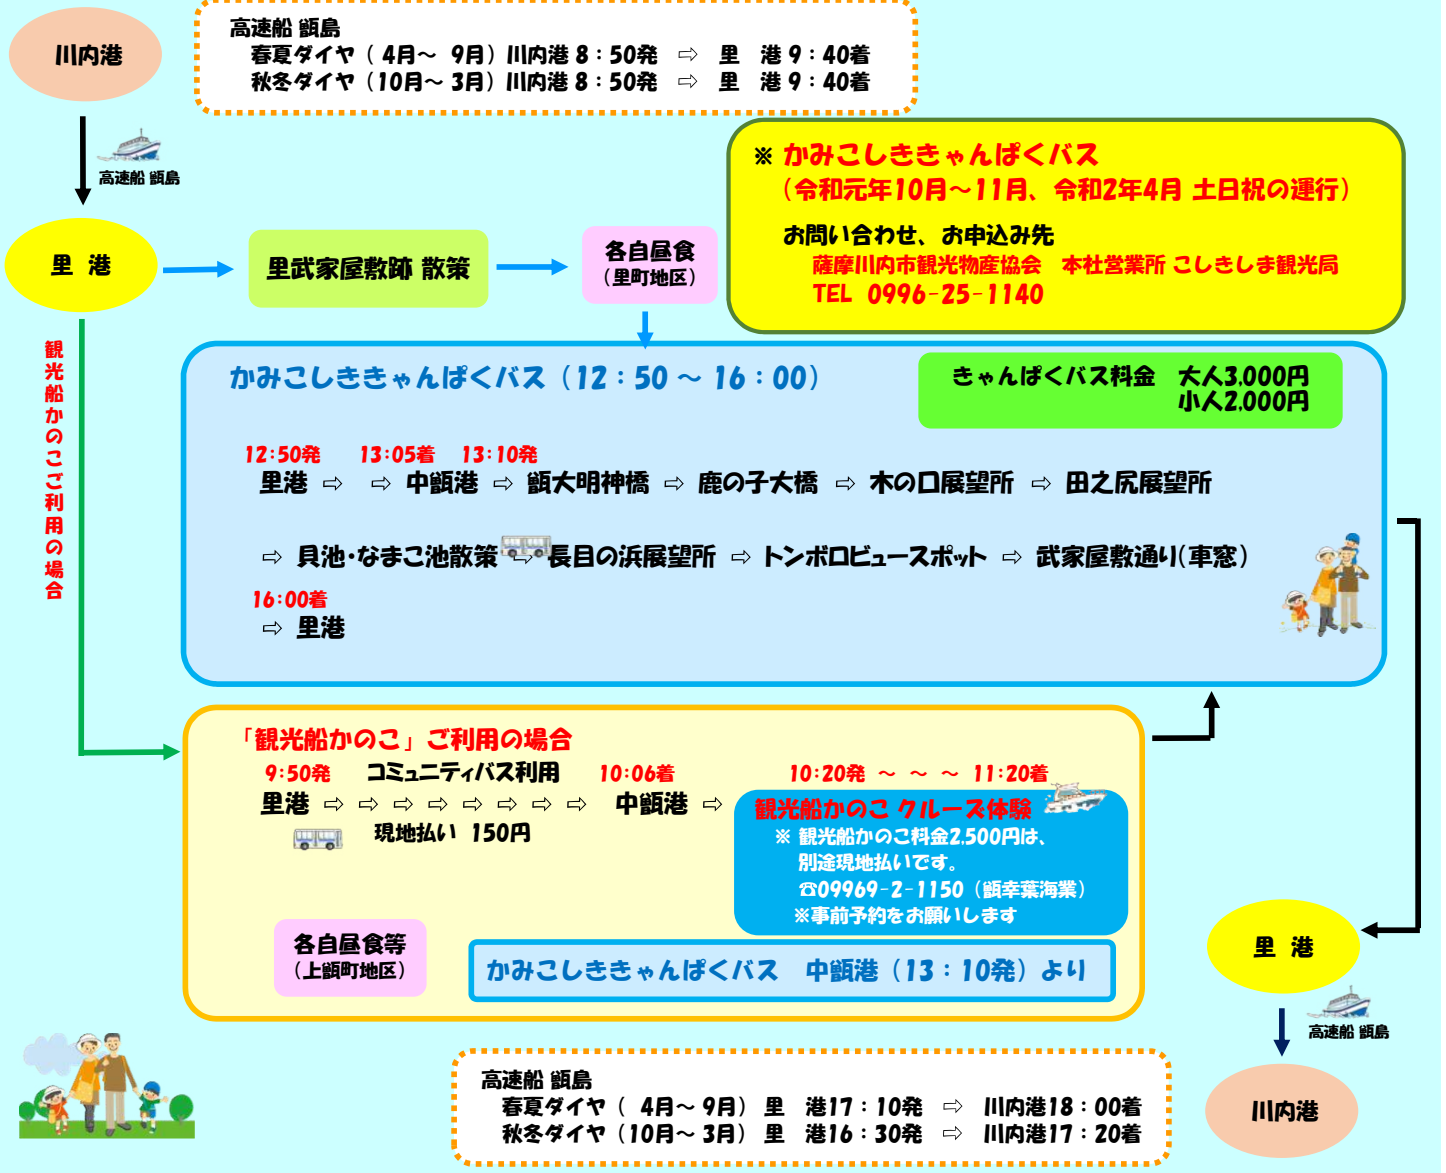 川内港
高速船 甑島
春夏ダイヤ（ 4月～ 9月）川内港 8：50発 ⇨ 里 港 9：40着
秋冬ダイヤ（10月～ 3月）川内港 8：50発 ⇨ 里 港 9：40着
高速船 甑島
※ かみこしききゃんぱくバス
（令和元年10月～11月、令和2年4月 土日祝の運行）
お問い合わせ、お申込み先
薩摩川内市観光物産協会 本社営業所 こしきしま観光局
TEL 0996-25-1140
里 港
里武家屋敷跡 散策
各自昼食
（里町地区）
観光船かのこご利用の場合
かみこしききゃんぱくバス（12：50 ～ 16：00）
きゃんぱくバス料金 大人3,000円
小人2,000円
12:50発 13:05着 13:10発
里港 ⇨ ⇨ 中甑港 ⇨ 甑大明神橋 ⇨ 鹿の子大橋 ⇨ 木の口展望所 ⇨ 田之尻展望所
⇨ 貝池・なまこ池散策 ⇨ 長目の浜展望所 ⇨ トンボロビュースポット ⇨ 武家屋敷通り（車窓）
16:00着
⇨ 里港
「観光船かのこ」ご利用の場合
9:50発 コミュニティバス利用 10:06着 10:20発 ～ ～ ～ 11:20着
里港 ⇨ ⇨ ⇨ ⇨ ⇨ ⇨ ⇨ ⇨ 中甑港 ⇨
現地払い 150円
観光船かのこ クルーズ体験
※ 観光船かのこ料金2,500円は、
別途現地払いです。
☎09969-2-1150（甑幸葉海業）
※事前予約をお願いします
各自昼食等
（上甑町地区）
かみこしききゃんぱくバス 中甑港（13：10発）より
里 港
高速船 甑島
高速船 甑島
春夏ダイヤ（ 4月～ 9月） 里 港17：10発 ⇨ 川内港18：00着
秋冬ダイヤ（10月～ 3月） 里 港16：30発 ⇨ 川内港17：20着
川内港